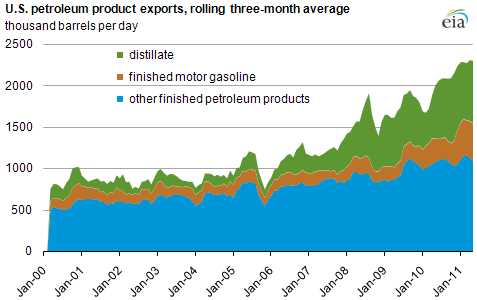 U.S. petroleum product exports, rolling three-month average
thousand barrels per day
eia
2500
2000
1500
1000
500
0
distillate
finished motor gasoline
other finished petroleum products
Jan-00
Jan-01
Jan-02
Jan-03
Jan-04
Jan-05
Jan-06
Jan-07
Jan-08
Jan-09
Jan-10
Jan-11